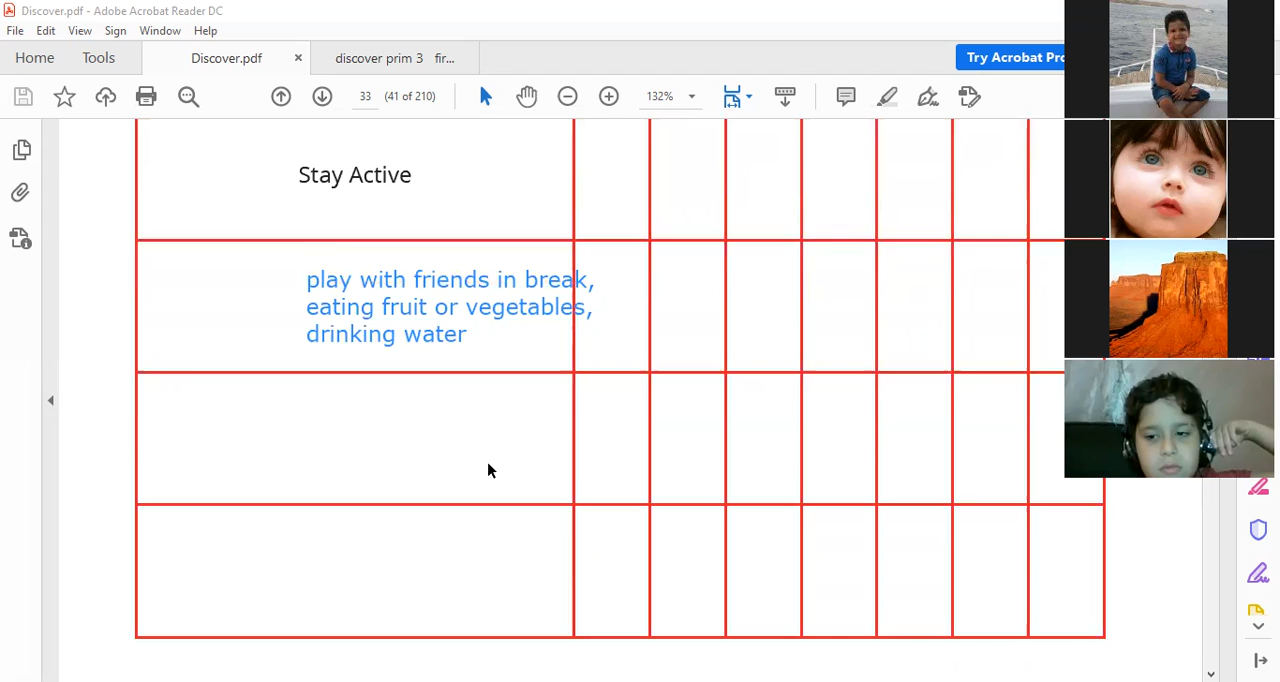 Discover.pdf - Adobe Acrobat Reader DC
File Edit View Sign Window Help
Home Tools Discover.pdf × discover prim 3 fir... Try Acrobat Pro
33 (41 of 210) 132%
Stay Active
play with friends in break,
eating fruit or vegetables,
drinking water